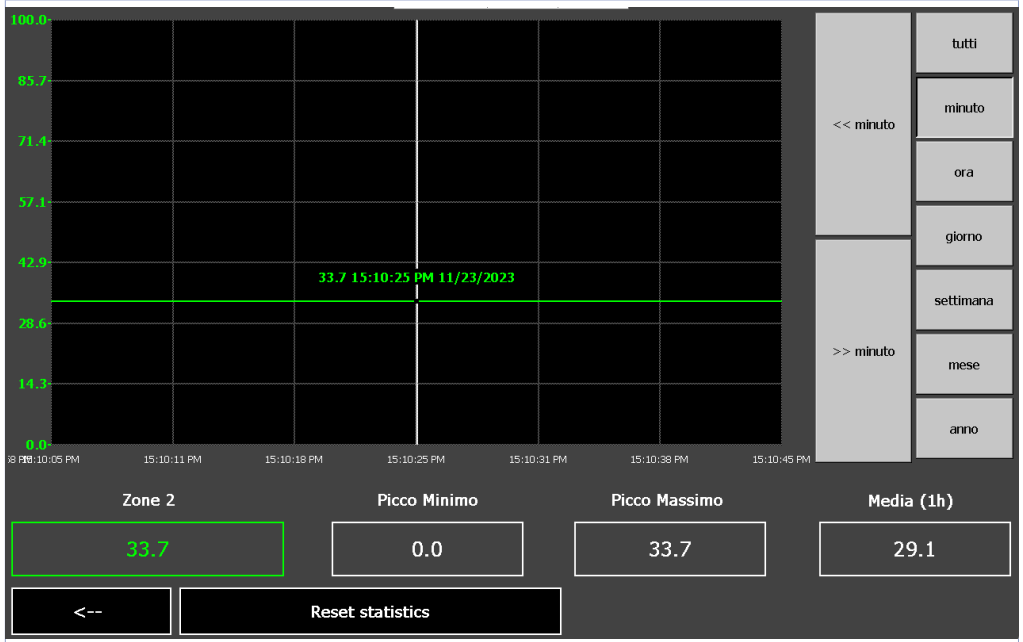 100.0
85.7
71.4
57.1
42.9
28.6
14.3
0.0
33.7 15:10:25 PM 11/23/2023
15:10:05 PM 15:10:11 PM 15:10:18 PM 15:10:25 PM 15:10:31 PM 15:10:38 PM 15:10:45 PM
<< minuto
>> minuto
tutti
minuto
ora
giorno
settimana
mese
anno
Zone 2 Picco Minimo Picco Massimo Media (1h)
33.7 0.0 33.7 29.1
<-- Reset statistics